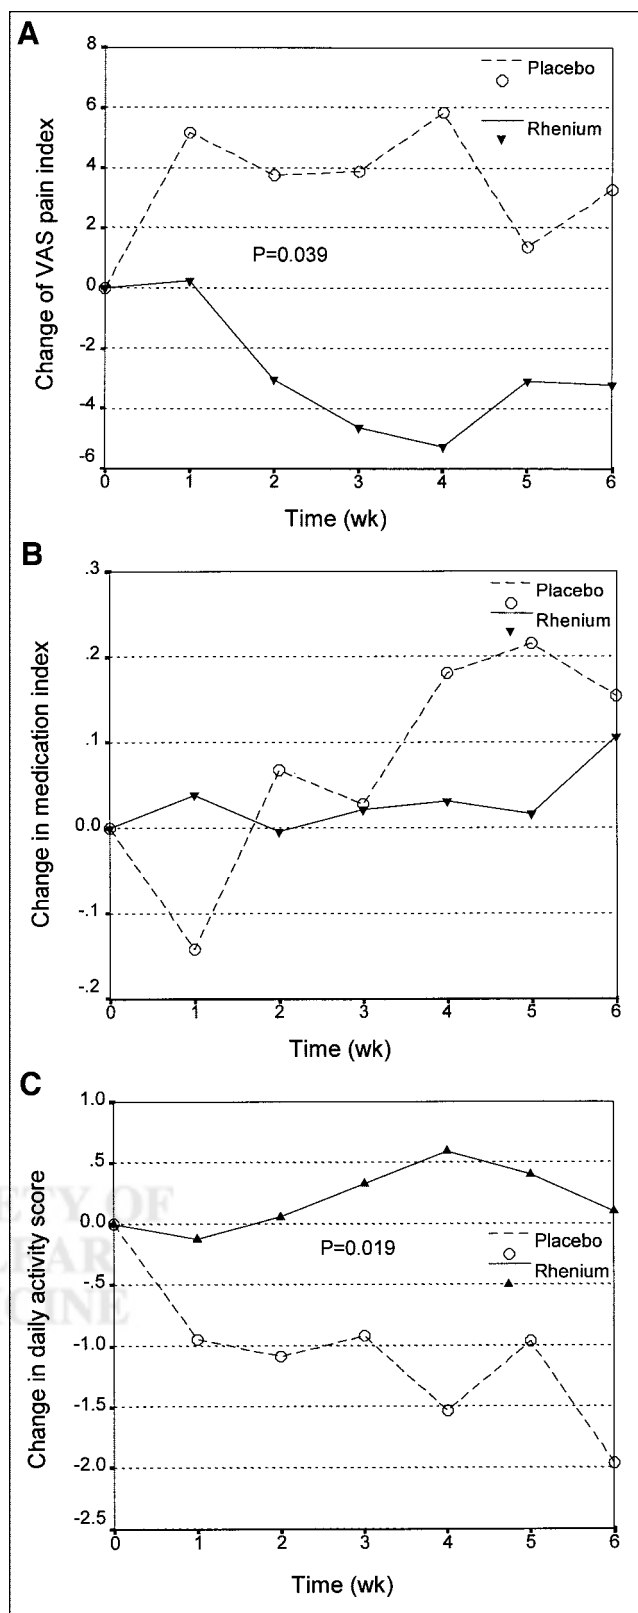 A
8
6
4
2
0
-2
-4
-6
Change of VAS pain index
Placebo
Rhenium
P=0.039
0 1 2 3 4 5 6
Time (wk)
B
.3
.2
.1
0.0
-.1
-.2
Change in medication index
Placebo
Rhenium
0 1 2 3 4 5 6
Time (wk)
C
1.0
.5
0.0
-.5
-1.0
-1.5
-2.0
-2.5
Change in daily activity score
P=0.019
Placebo
Rhenium
0 1 2 3 4 5 6
Time (wk)
ETY OF